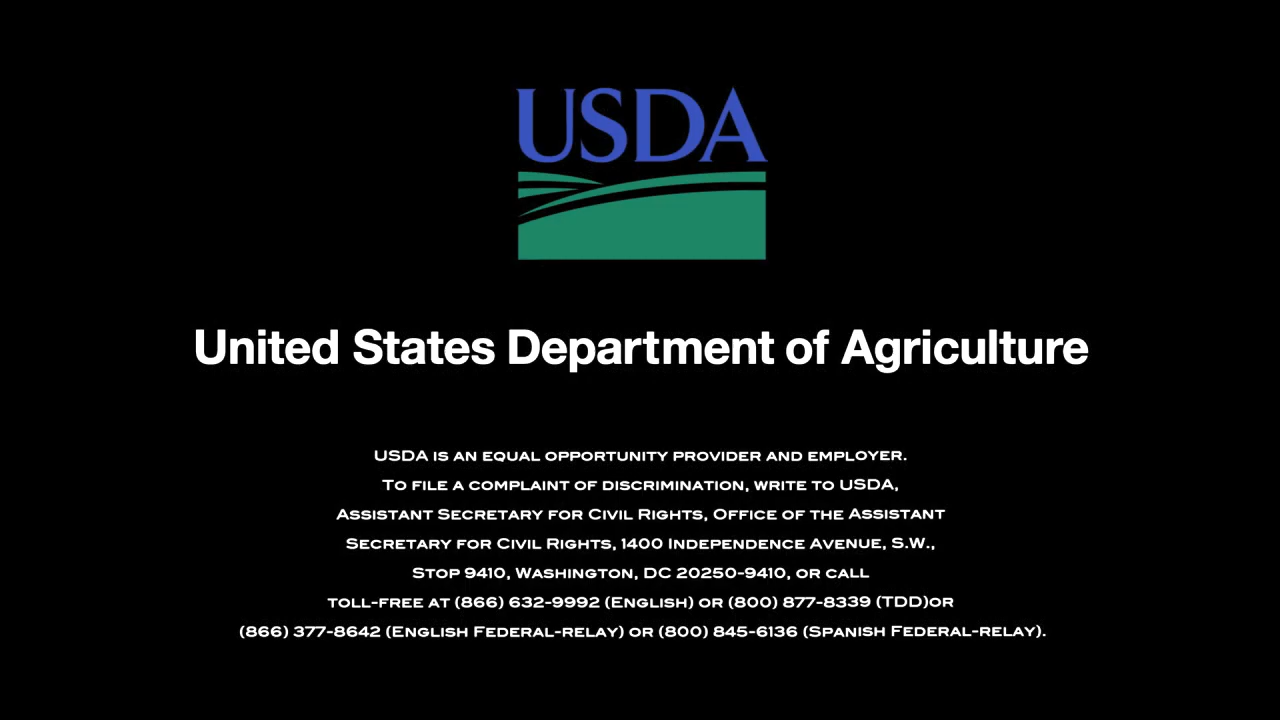 USDA
United States Department of Agriculture
USDA is an equal opportunity provider and employer.
To file a complaint of discrimination, write to USDA,
Assistant Secretary for Civil Rights, Office of the Assistant
Secretary for Civil Rights, 1400 Independence Avenue, S.W.,
Stop 9410, Washington, DC 20250-9410, or call
toll-free at (866) 632-9992 (English) or (800) 877-8339 (TDD)or
(866) 377-8642 (English Federal-relay) or (800) 845-6136 (Spanish Federal-relay).